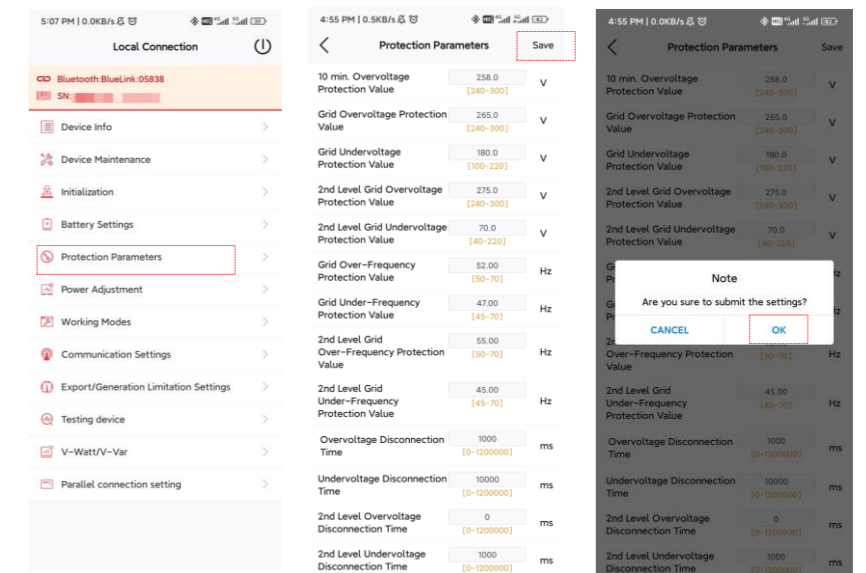 5:07 PM | 0.0KB/s
Local Connection
Bluetooth:BlueLink:05838
SN:
Device Info
Device Maintenance
Initialization
Battery Settings
Protection Parameters
Power Adjustment
Working Modes
Communication Settings
Export/Generation Limitation Settings
Testing device
V-Watt/V-Var
Parallel connection setting
4:55 PM | 0.5KB/s
Protection Parameters
Save
10 min. Overvoltage
Protection Value
258.0
[240-300]
V
Grid Overvoltage Protection
Value
265.0
[240-300]
V
Grid Undervoltage
Protection Value
180.0
[100-220]
V
2nd Level Grid Overvoltage
Protection Value
275.0
[240-300]
V
2nd Level Grid Undervoltage
Protection Value
70.0
[40-220]
V
Grid Over-Frequency
Protection Value
52.00
[50-70]
Hz
Grid Under-Frequency
Protection Value
47.00
[45-70]
Hz
2nd Level Grid
Over-Frequency Protection
Value
55.00
[50-70]
Hz
2nd Level Grid
Under-Frequency
Protection Value
45.00
[45-70]
Hz
Overvoltage Disconnection
Time
1000
[0-1200000]
ms
Undervoltage Disconnection
Time
10000
[0-1200000]
ms
2nd Level Overvoltage
Disconnection Time
0
[0-1200000]
ms
2nd Level Undervoltage
Disconnection Time
1000
[0-1200000]
ms
4:55 PM | 0.0KB/s
Protection Parameters
Save
10 min. Overvoltage
Protection Value
258.0
[240-300]
V
Grid Overvoltage Protection
Value
265.0
[240-300]
V
Grid Undervoltage
Protection Value
180.0
[100-220]
V
2nd Level Grid Overvoltage
Protection Value
275.0
[240-300]
V
2nd Level Grid Undervoltage
Protection Value
70.0
[40-220]
V
Note
Are you sure to submit the settings?
CANCEL
OK
Over-Frequency Protection
Value
[50-70]
Hz
2nd Level Grid
Under-Frequency
Protection Value
45.00
[45-70]
Hz
Overvoltage Disconnection
Time
1000
[0-1200000]
ms
Undervoltage Disconnection
Time
10000
[0-1200000]
ms
2nd Level Overvoltage
Disconnection Time
0
[0-1200000]
ms
2nd Level Undervoltage
Disconnection Time
1000
[0-1200000]
ms